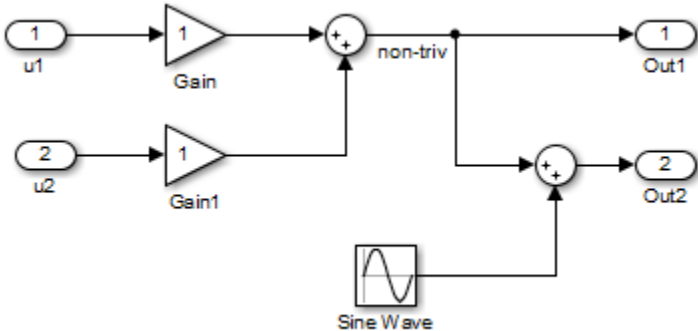 1
u1
1
Gain
++
non-triv
1
Out1
2
u2
1
Gain1
++
2
Out2
Sine Wave